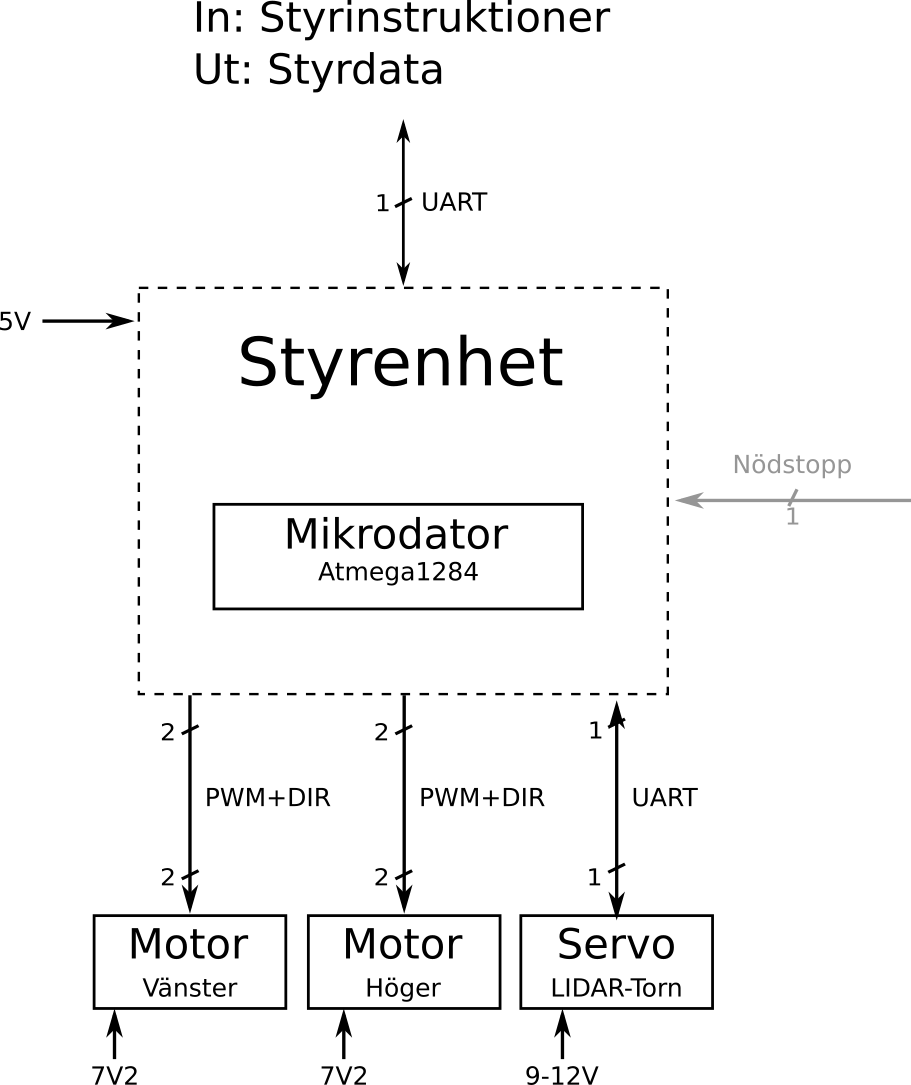 In: Styrinstruktioner
Ut: Styrdata
1 UART
5V
Styrenhet
Nödstopp
1
Mikrodator
Atmega1284
2 2 1
PWM+DIR PWM+DIR UART
2 2 1
Motor Motor Servo
Vänster Höger LIDAR-Torn
7V2 7V2 9-12V